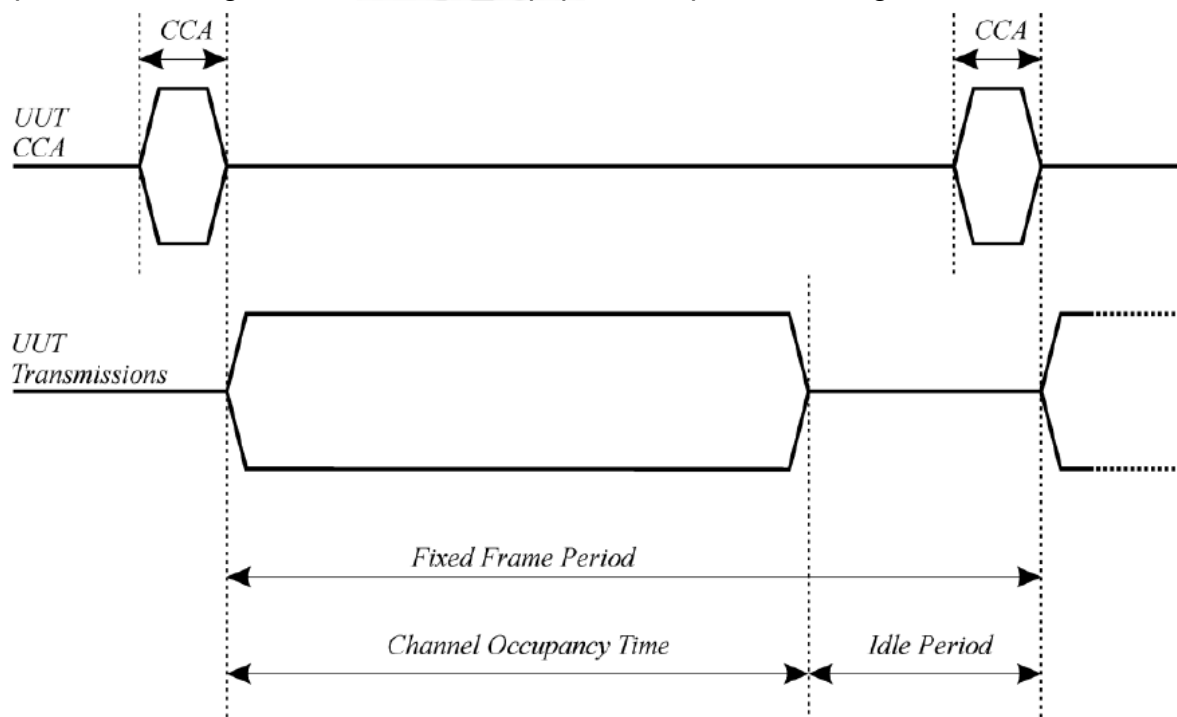 CCA
CCA
UUT
CCA
UUT
Transmissions
Fixed Frame Period
Channel Occupancy Time
Idle Period